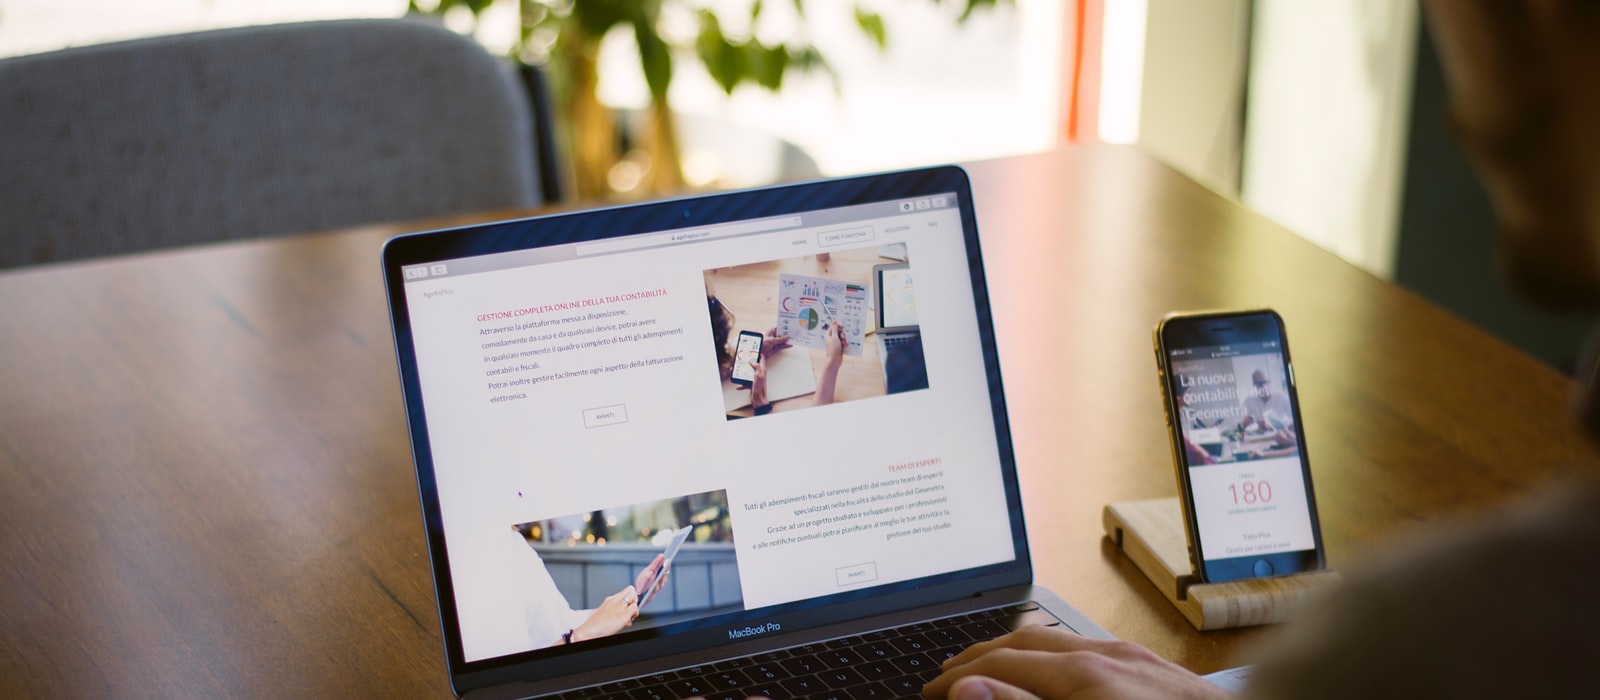 HOME
COME FUNZIONA
SOLUZIONI
FAQ
GESTIONE COMPLETA ONLINE DELLA TUA CONTABILITA
Attraverso la piattaforma messa a disposizione,
comodamente da casa e da qualsiasi device, potrai avere
in qualsiasi momento il quadro completo di tutti gli adempimenti
contabili e fiscali.
Potrai inoltre gestire facilmente ogni aspetto della fatturazione
elettronica.
AVANTI
TEAM DI ESPERTI
Tutti gli adempimenti fiscali saranno gestiti dal nostro team di esperti
specializzati nella fiscalità dello studio del Geometra.
Grazie ad un progetto studiato e sviluppato per i professionisti
e alle notifiche puntuali potrai pianificare al meglio le tue attività e la
gestione del tuo studio
AVANTI
MacBook Pro
La nuova
contabilità del
Geometra
180